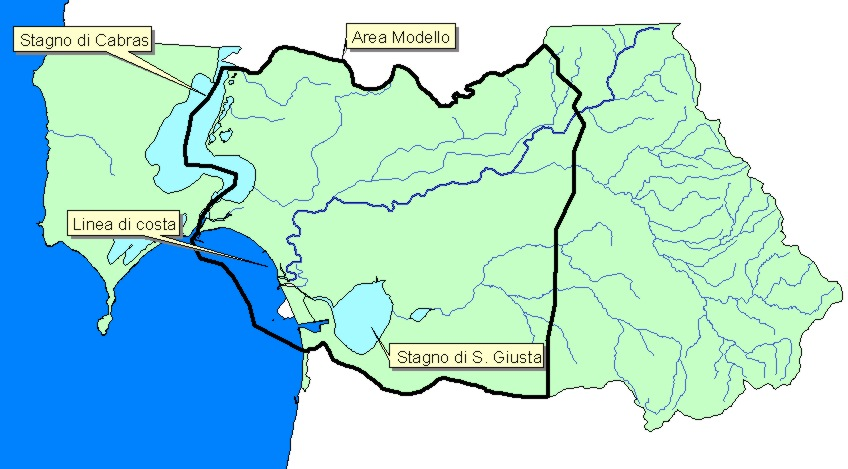 Area Modello
Stagno di Cabras
Linea di costa
Stagno di S. Giusta